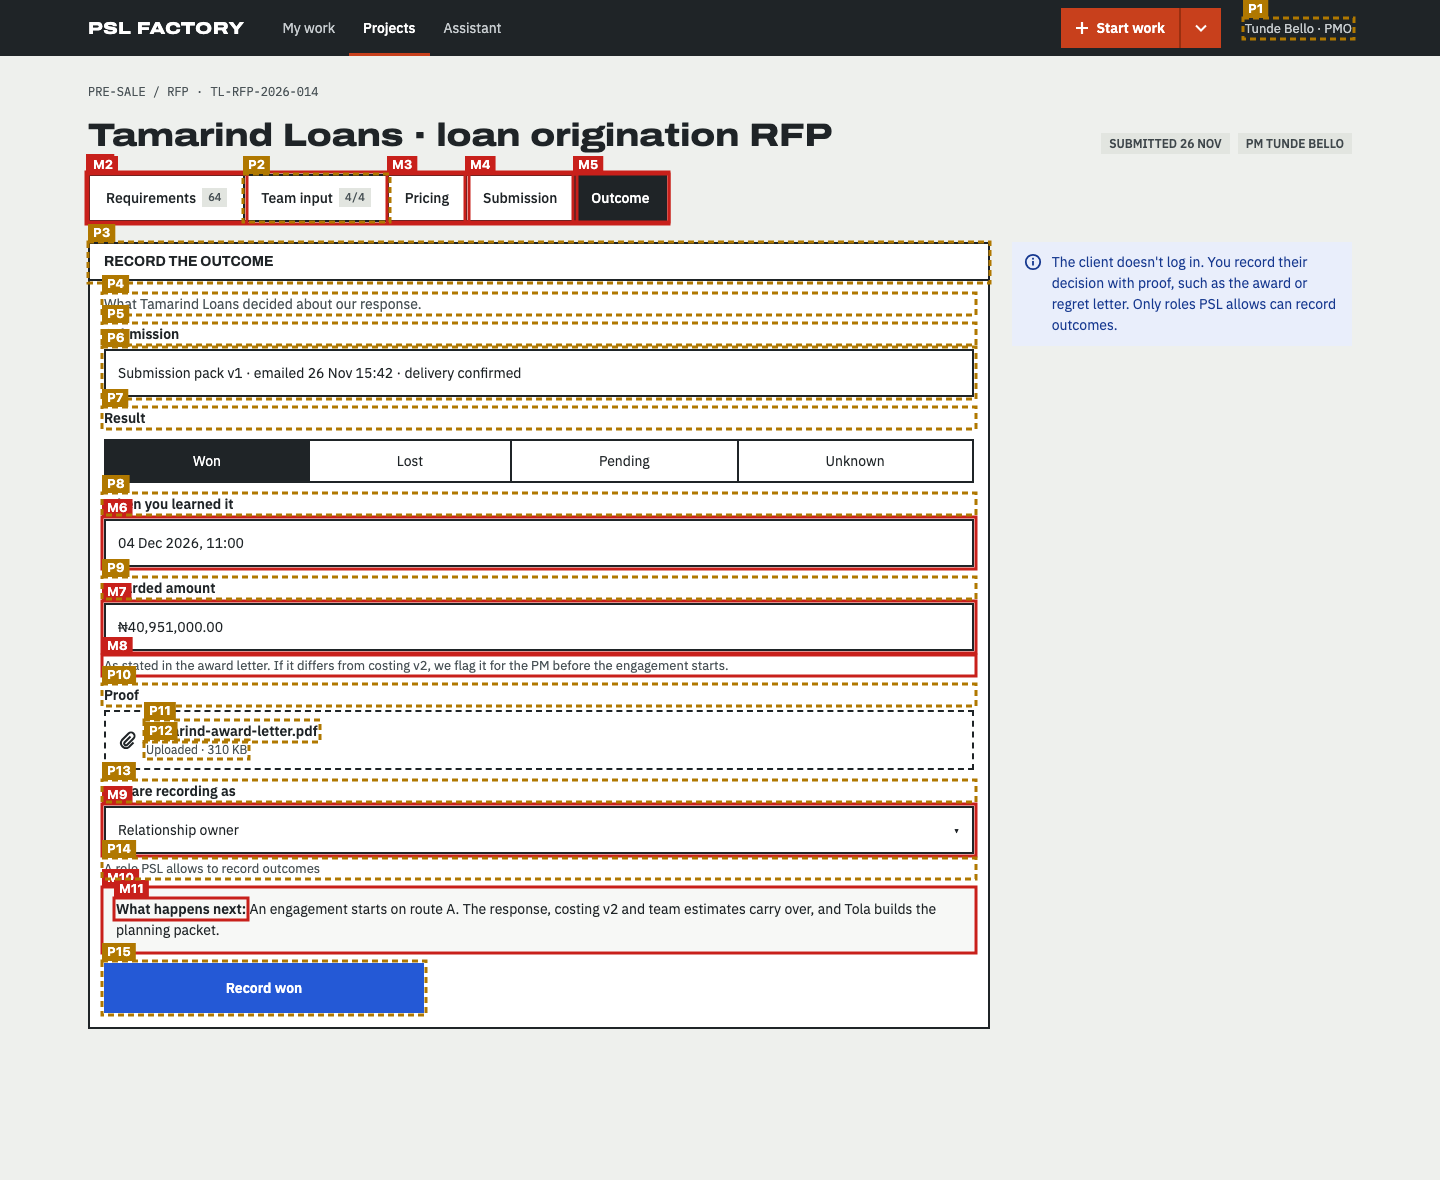 PSL FACTORY
My work
Projects
Assistant
Start work
P1
Tunde Bello · PMO
PRE-SALE / RFP · TL-RFP-2026-014
Tamarind Loans · loan origination RFP
SUBMITTED 26 NOV
PM TUNDE BELLO
M2
P2
M3
M4
M5
Requirements 64
Team input 4/4
Pricing
Submission
Outcome
P3
RECORD THE OUTCOME
P4
What Tamarind Loans decided about our response.
P5
mission
P6
Submission pack v1 · emailed 26 Nov 15:42 · delivery confirmed
P7
Result
Won
Lost
Pending
Unknown
P8
you learned it
M6
04 Dec 2026, 11:00
P9
amount
M7
₦40,951,000.00
M8
As stated in the award letter. If it differs from costing v2, we flag it for the PM before the engagement starts.
P10
Proof
P11
P12
arind-award-letter.pdf
Uploaded · 310 KB
P13
are recording as
M9
Relationship owner
P14
A role PSL allows to record outcomes
M10
M11
What happens next: An engagement starts on route A. The response, costing v2 and team estimates carry over, and Tola builds the
planning packet.
P15
Record won
The client doesn't log in. You record their
decision with proof, such as the award or
regret letter. Only roles PSL allows can record
outcomes.